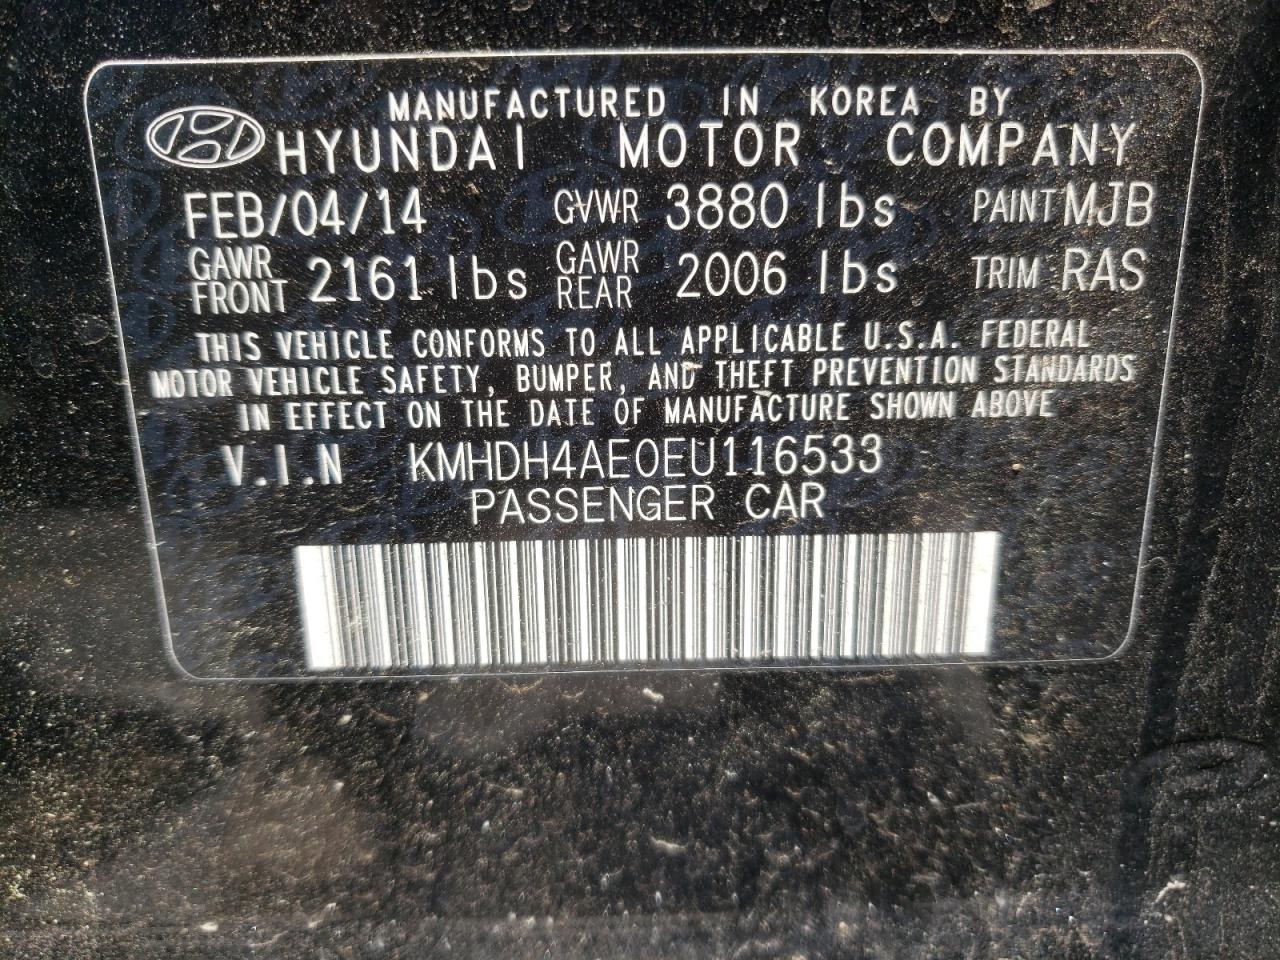 MANUFACTURED IN KOREA BY
HYUNDAI MOTOR COMPANY
FEB/04/14 GVWR 3880 lbs PAINT MJB
GAWR FRONT 2161 lbs GAWR REAR 2006 lbs TRIM RAS
THIS VEHICLE CONFORMS TO ALL APPLICABLE U.S.A. FEDERAL
MOTOR VEHICLE SAFETY, BUMPER, AND THEFT PREVENTION STANDARDS
IN EFFECT ON THE DATE OF MANUFACTURE SHOWN ABOVE
V.I.N KMHDH4AE0EU116533
PASSENGER CAR